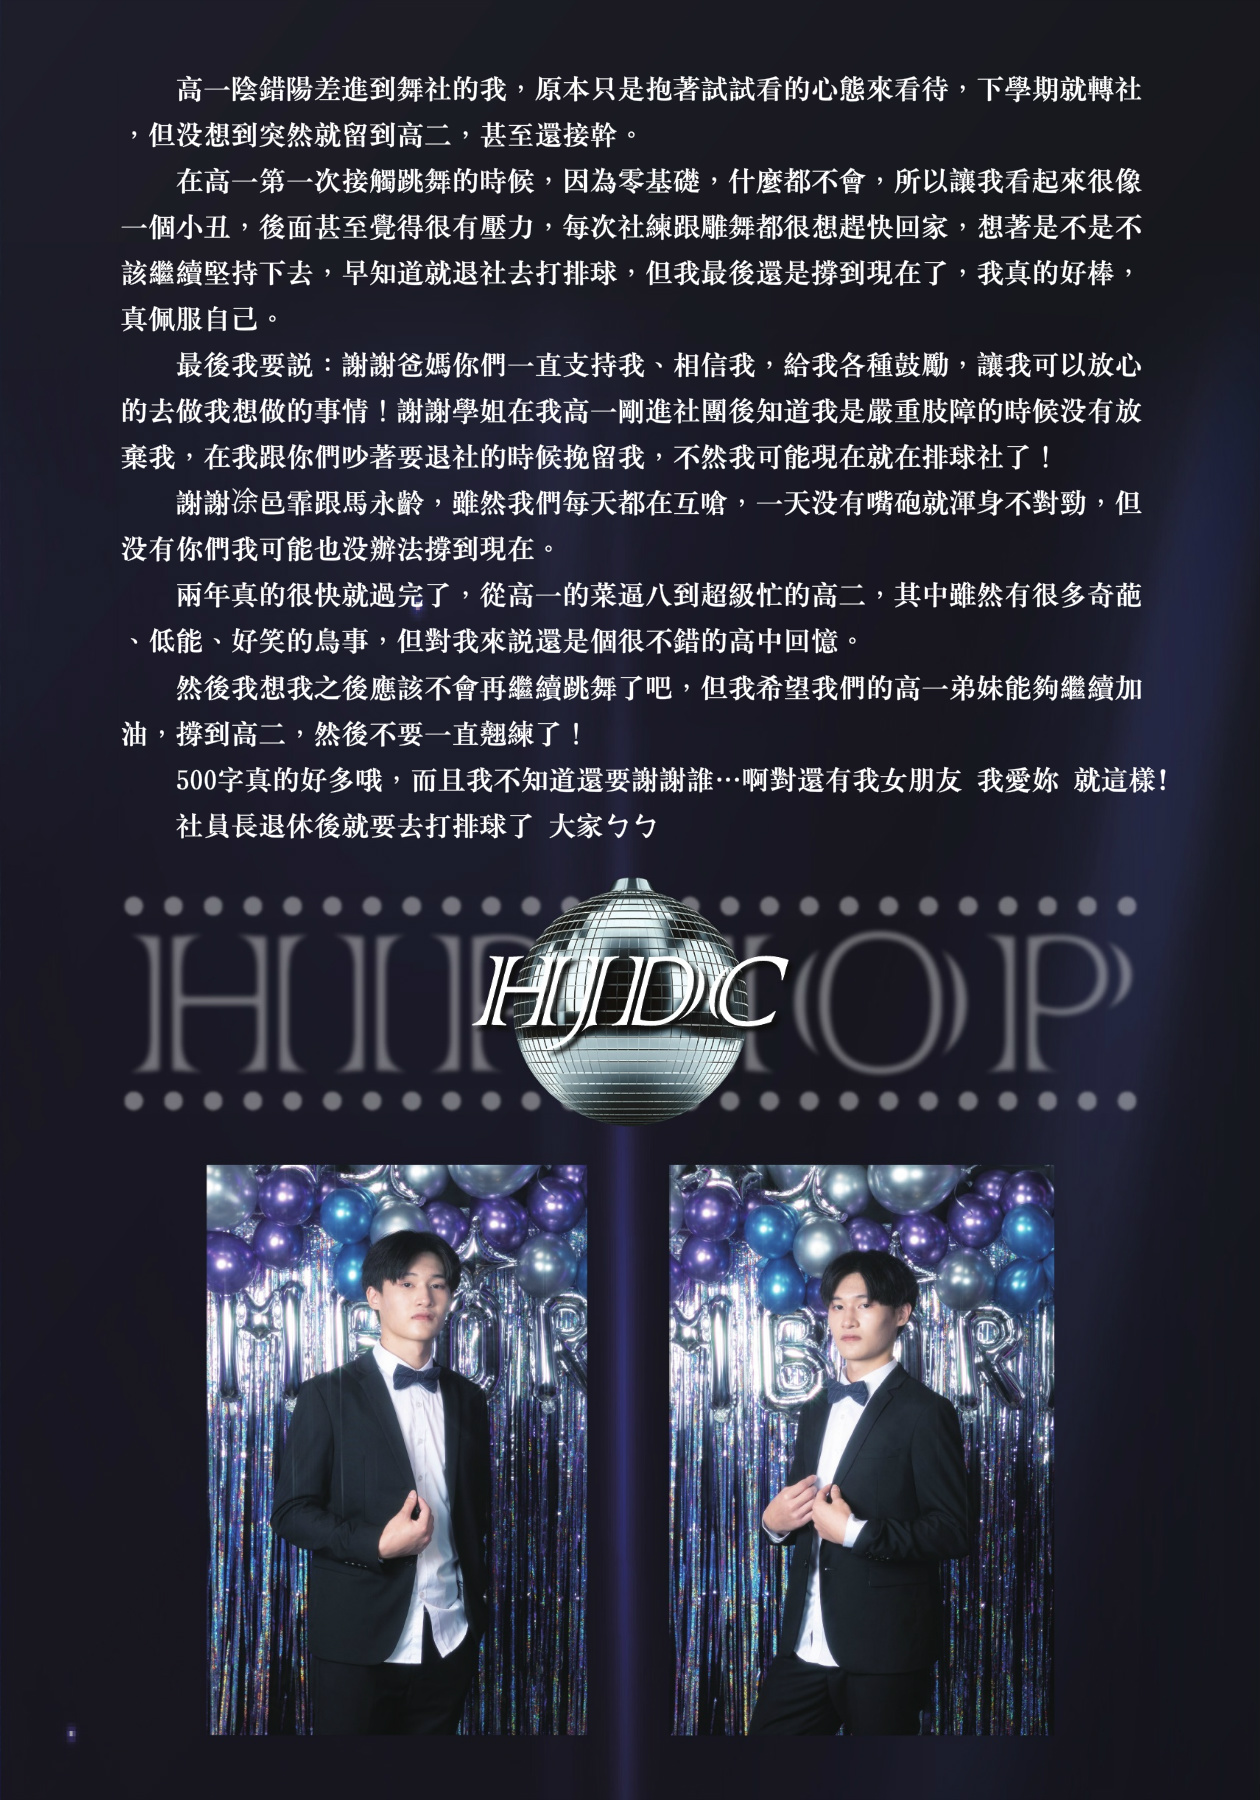 高一陰錯陽差進到舞社的我，原本只是抱著試試看的心態來看待，下學期就轉社
，但沒想到突然就留到高二，甚至還接幹。
在高一第一次接觸跳舞的時候，因為零基礎，什麼都不會，所以讓我看起來很像
一個小丑，後面甚至覺得很有壓力，每次社練跟雕舞都很想趕快回家，想著是不是不
該繼續堅持下去，早知道就退社去打排球，但我最後還是撐到現在了，我真的好棒，
真佩服自己。
最後我要說：謝謝爸媽你們一直支持我、相信我，給我各種鼓勵，讓我可以放心
的去做我想做的事情！謝謝學姐在我高一剛進社團後知道我是嚴重肢障的時候沒有放
棄我，在我跟你們吵著要退社的時候挽留我，不然我可能現在就在排球社了！
謝謝凃邑霏跟馬永齡，雖然我們每天都在互嗆，一天沒有嘴砲就渾身不對勁，但
沒有你們我可能也沒辦法撐到現在。
兩年真的很快就過完了，從高一的菜逼八到超級忙的高二，其中雖然有很多奇葩
、低能、好笑的鳥事，但對我來說還是個很不錯的高中回憶。
然後我想我之後應該不會再繼續跳舞了吧，但我希望我們的高一弟妹能夠繼續加
油，撐到高二，然後不要一直翹練了！
500字真的好多哦，而且我不知道還要謝謝誰…啊對還有我女朋友 我愛妳 就這樣!
社員長退休後就要去打排球了 大家ㄅㄅ
HIP HOP
HJDC